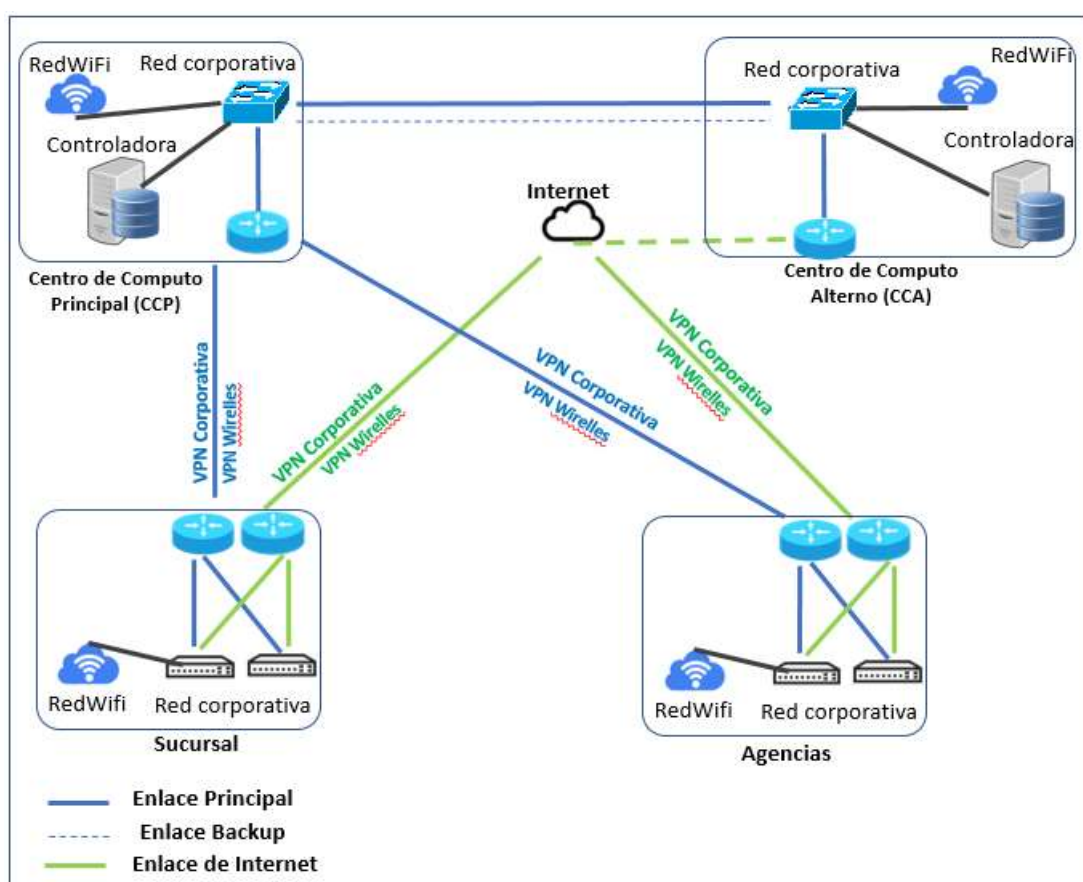 RedWiFi
Red corporativa
Controladora
Centro de Computo
Principal (CCP)
Internet
Red corporativa
RedWiFi
Controladora
Centro de Computo
Alterno (CCA)
VPN Corporativa
VPN Wirelles
VPN Corporativa
VPN Wirelles
VPN Corporativa
VPN Wirelles
VPN Corporativa
VPN Wirelles
RedWifi
Red corporativa
Sucursal
RedWifi
Red corporativa
Agencias
Enlace Principal
Enlace Backup
Enlace de Internet